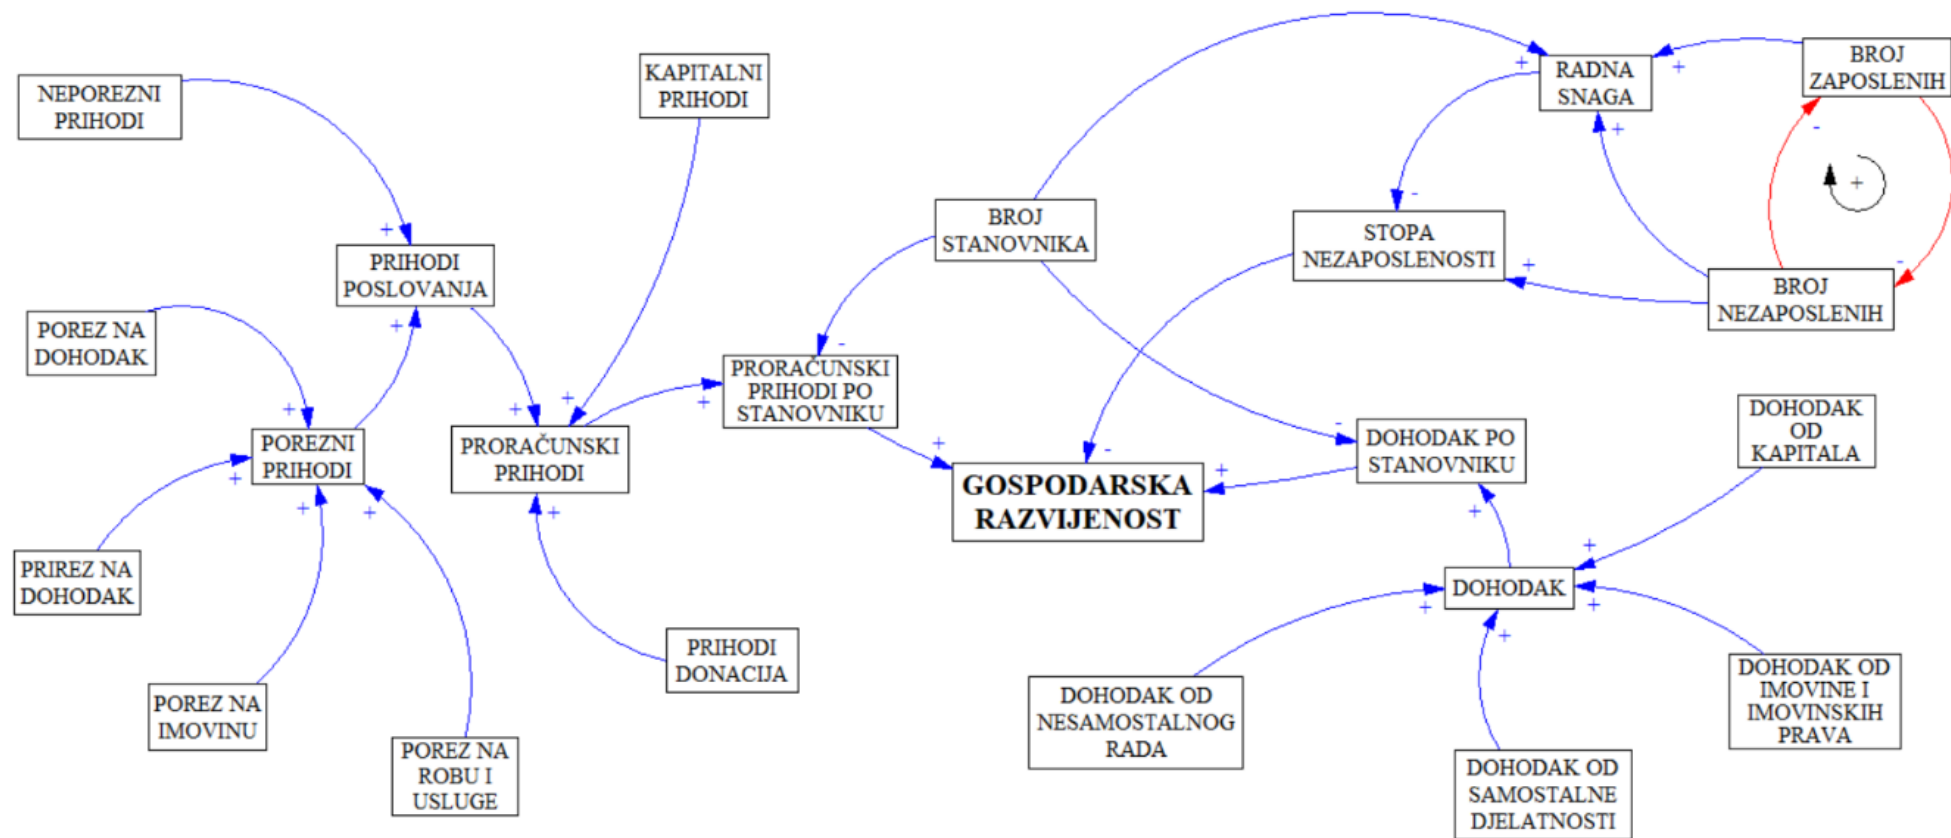 NEPOREZNI
PRIHODI
KAPITALNI
PRIHODI
RADNA
SNAGA
BROJ
ZAPOSLENIH
BROJ
STANOVNIKA
STOPA
NEZAPOSLENOSTI
BROJ
NEZAPOSLENIH
PRIHODI
POSLOVANJA
POREZ NA
DOHODAK
PRORAČUNSKI
PRIHODI PO
STANOVNIKU
POREZNI
PRIHODI
PRORAČUNSKI
PRIHODI
GOSPODARSKA
RAZVIJENOST
DOHODAK PO
STANOVNIKU
DOHODAK
OD
KAPITALA
PRIREZ NA
DOHODAK
DOHODAK
PRIHODI
DONACIJA
POREZ NA
IMOVINU
POREZ NA
ROBU I
USLUGE
DOHODAK OD
NESAMOSTALNOG
RADA
DOHODAK OD
SAMOSTALNE
DJELATNOSTI
DOHODAK OD
IMOVINE I
IMOVINSKIH
PRAVA